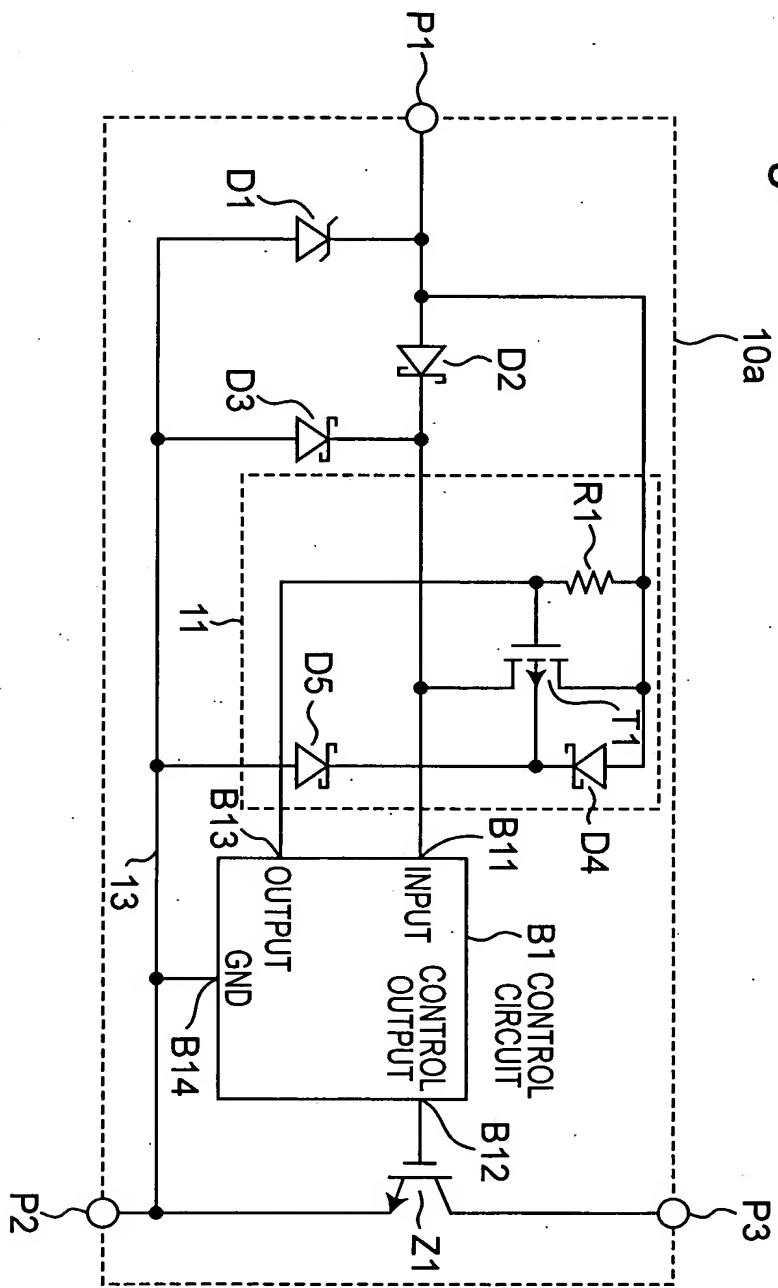 P1
10a
D1
D2
D3
R1
11
T1
D5
D4
B13
B11
13
OUTPUT
INPUT
GND
CONTROL
OUTPUT
B1 CONTROL
CIRCUIT
B14
B12
Z1
P2
P3